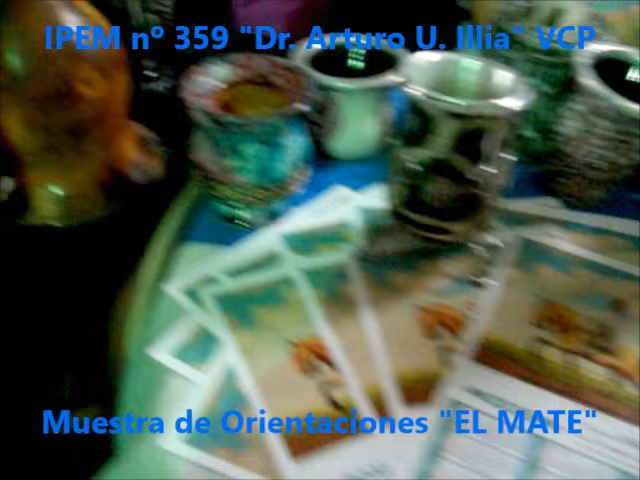 IPEM nº 359 "Dr. Arturo U. Illia" VCP
Muestra de Orientaciones "EL MATE"